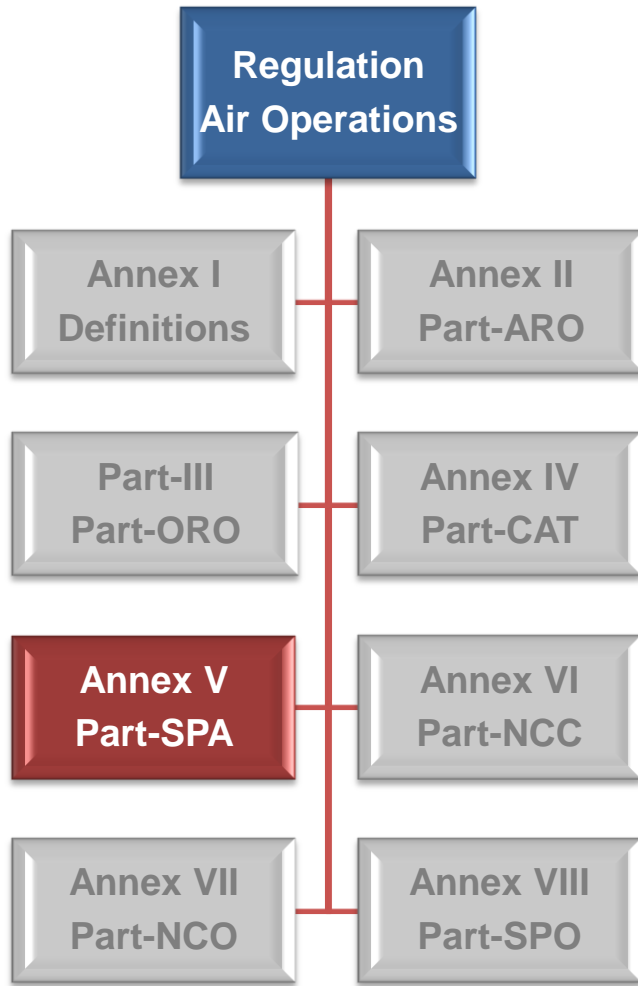 Regulation
Air Operations
Annex I
Definitions
Annex II
Part-ARO
Part-III
Part-ORO
Annex IV
Part-CAT
Annex V
Part-SPA
Annex VI
Part-NCC
Annex VII
Part-NCO
Annex VIII
Part-SPO